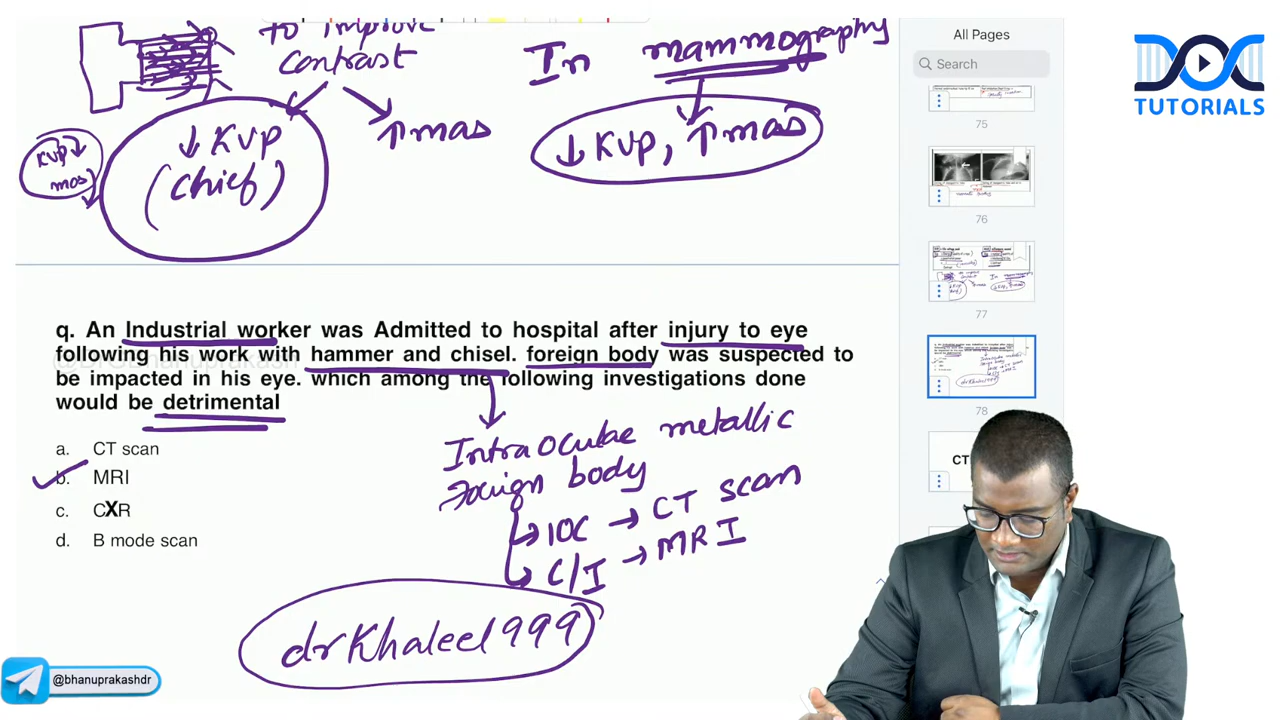 to improve
contrast
↓ KVP
(chief)
↑ mas
KVP↓
mas↓
In mammography
↓ KVP, ↑ mas
All Pages
Search
75
76
77
78
CT
DOC
TUTORIALS
q. An Industrial worker was Admitted to hospital after injury to eye
following his work with hammer and chisel. foreign body was suspected to
be impacted in his eye. which among the following investigations done
would be detrimental
a. CT scan
b. MRI
c. CXR
d. B mode scan
Intraoculae metallic
Foreign body
IOC → CT scan
C/I → MRI
drKhaleel999
@bhanuprakashdr